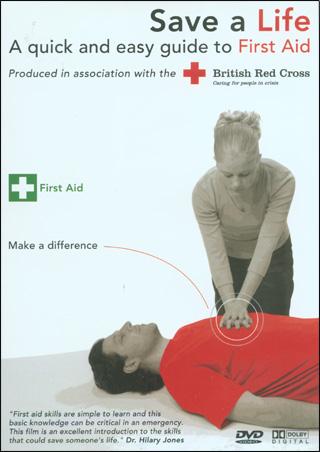 Save a Life
A quick and easy guide to First Aid
Produced in association with the
British Red Cross
Caring for people in crisis
First Aid
Make a difference
"First aid skills are simple to learn and this
basic knowledge can be critical in an emergency.
This film is an excellent introduction to the skills
that could save someone's life." Dr. Hilary Jones
DVD
VIDEO
DOLBY
DIGITAL